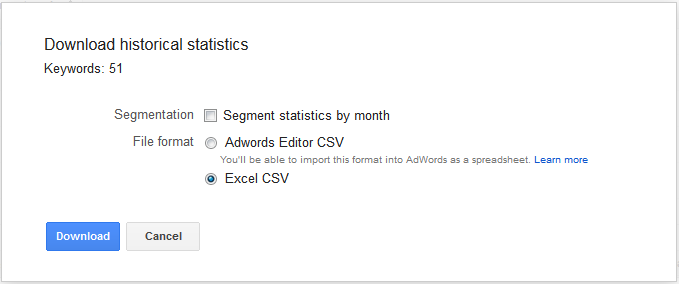 Download historical statistics
Keywords: 51
Segmentation Segment statistics by month
File format Adwords Editor CSV
You'll be able to import this format into AdWords as a spreadsheet. Learn more
Excel CSV
Download Cancel